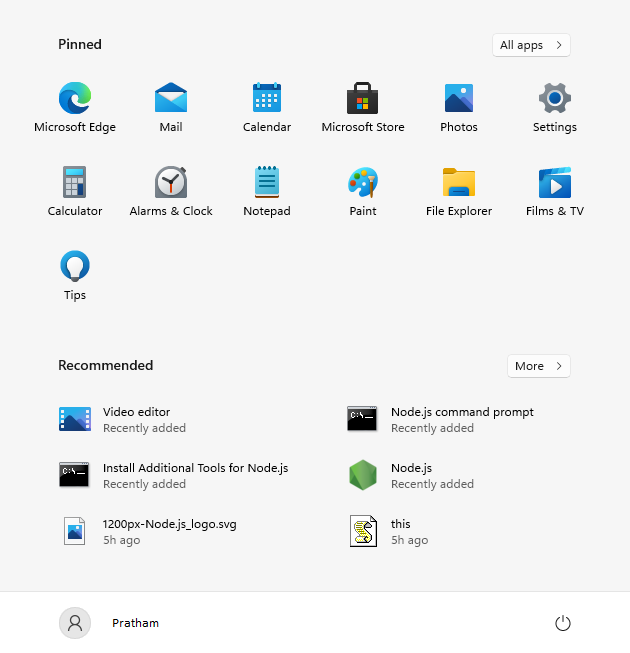 Pinned
All apps
Microsoft Edge
Mail
Calendar
Microsoft Store
Photos
Settings
Calculator
Alarms & Clock
Notepad
Paint
File Explorer
Films & TV
Tips
Recommended
More
Video editor
Recently added
Node.js command prompt
Recently added
Install Additional Tools for Node.js
Recently added
Node.js
Recently added
1200px-Node.js_logo.svg
5h ago
this
5h ago
Pratham